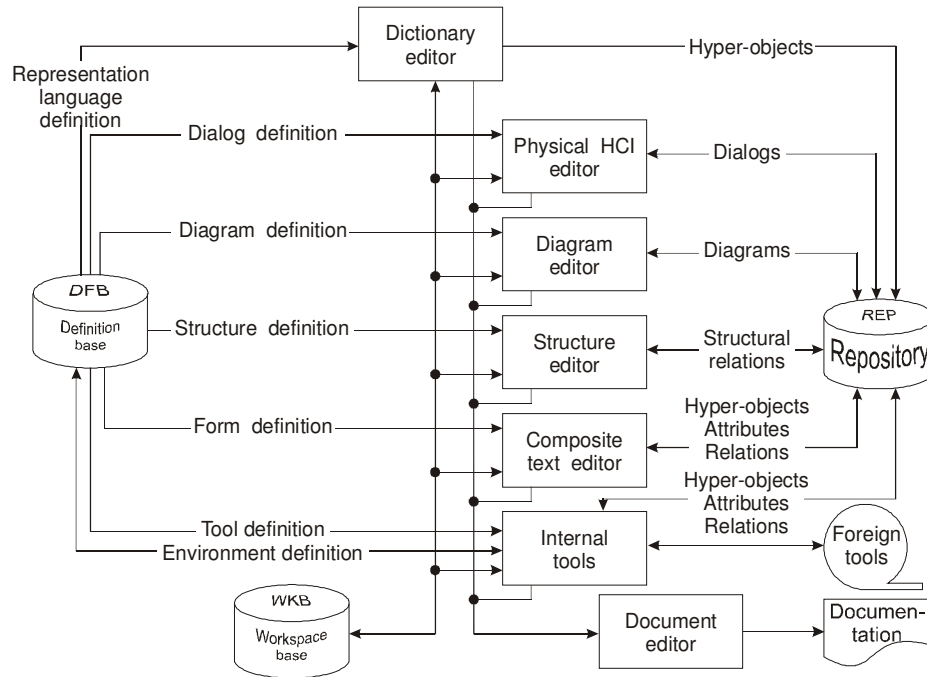 Dictionary
editor
Hyper-objects
Representation
language
definition
Dialog definition
Physical HCI
editor
Dialogs
Diagram definition
Diagram
editor
Diagrams
DFB
Definition
base
Structure definition
Structure
editor
Structural
relations
REP
Repository
Form definition
Composite
text editor
Hyper-objects
Attributes
Relations
Hyper-objects
Attributes
Relations
Tool definition
Environment definition
Internal
tools
Foreign
tools
WKB
Workspace
base
Document
editor
Documen-
tation